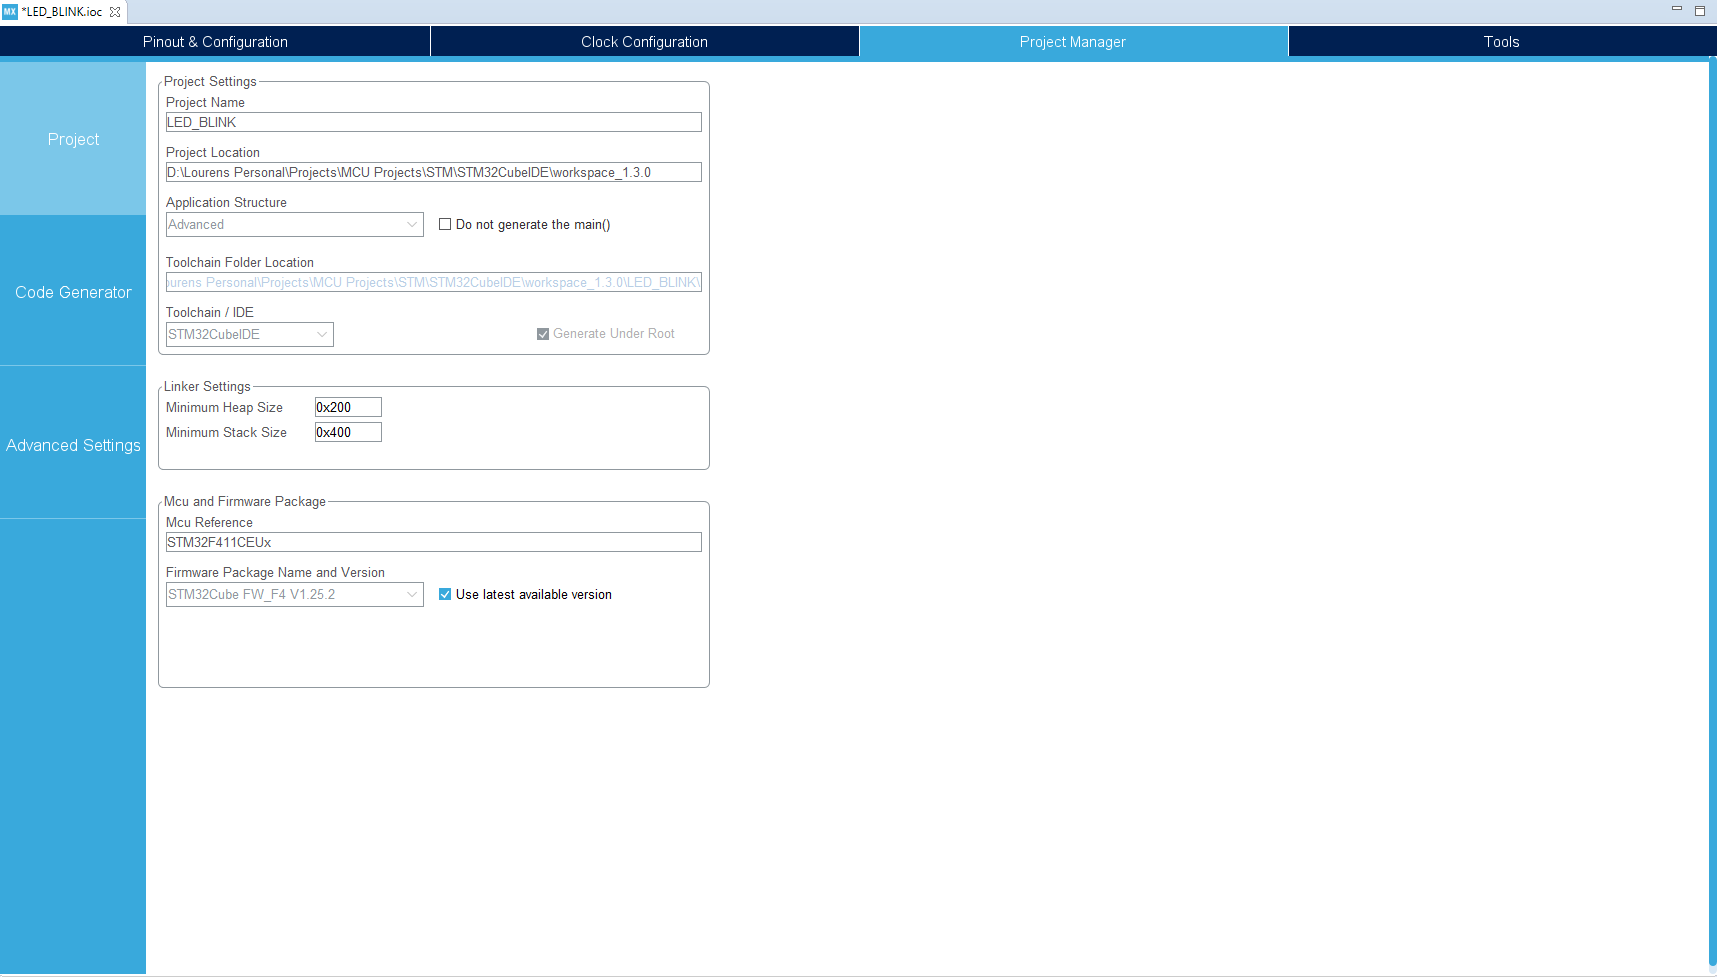 MX *LED_BLINK.ioc
Pinout & Configuration
Clock Configuration
Project Manager
Tools
Project
Code Generator
Advanced Settings
Project Settings
Project Name
LED_BLINK
Project Location
D:\Lourens Personal\Projects\MCU Projects\STM\STM32CubeIDE\workspace_1.3.0
Application Structure
Advanced
Do not generate the main()
Toolchain Folder Location
ourens Personal\Projects\MCU Projects\STM\STM32CubeIDE\workspace_1.3.0\LED_BLINK\
Toolchain / IDE
STM32CubeIDE
Generate Under Root
Linker Settings
Minimum Heap Size 0x200
Minimum Stack Size 0x400
Mcu and Firmware Package
Mcu Reference
STM32F411CEUx
Firmware Package Name and Version
STM32Cube FW_F4 V1.25.2
Use latest available version